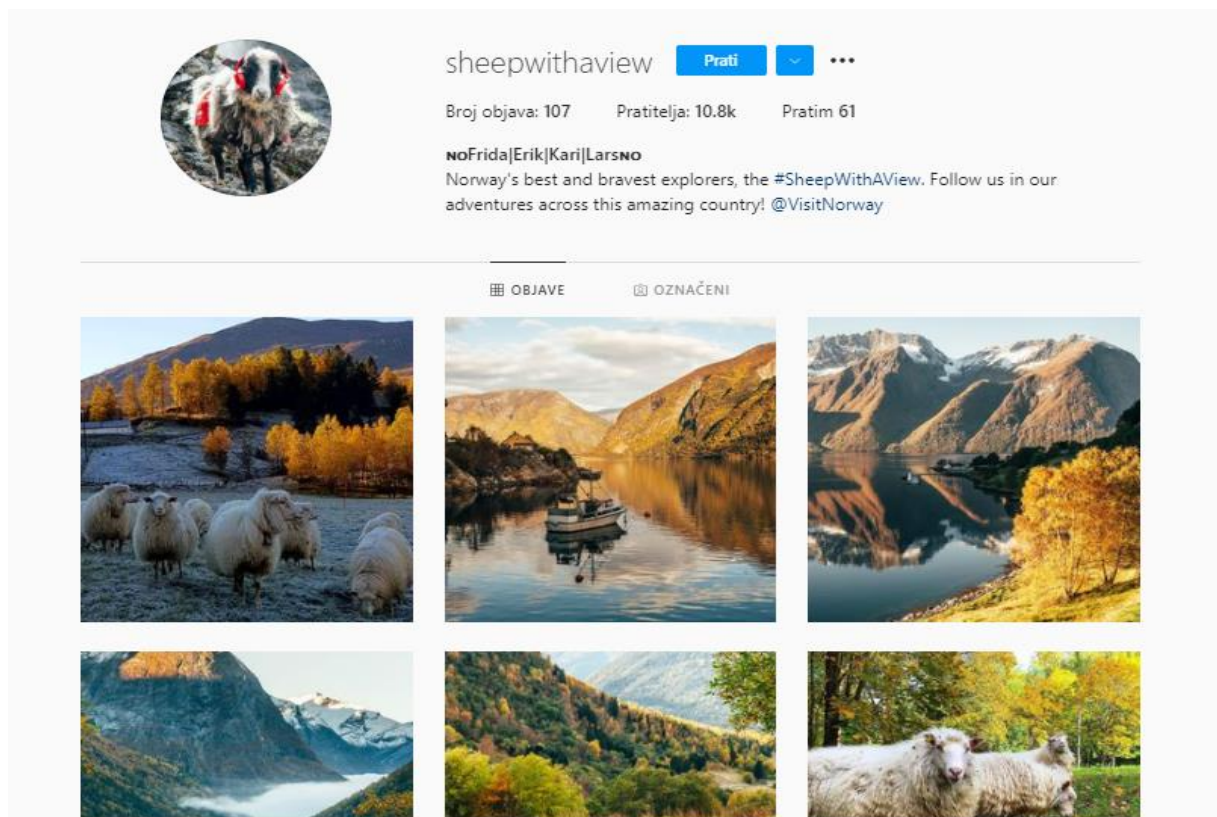 sheepwithaview Prati
Broj objava: 107 Pratitelja: 10.8k Pratim 61
NOFrida|Erik|Kari|LarsNO
Norway's best and bravest explorers, the #SheepWithAView. Follow us in our
adventures across this amazing country! @VisitNorway
OBJAVE OZNAČENI